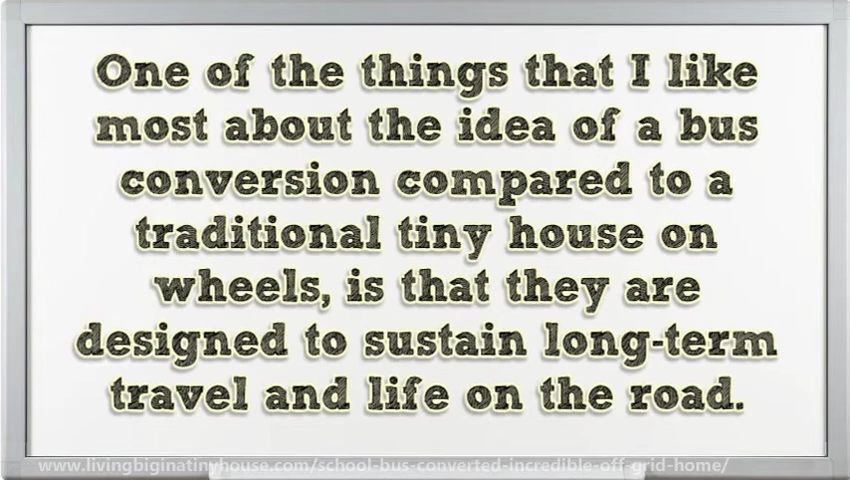 One of the things that I like
most about the idea of a bus
conversion compared to a
traditional tiny house on
wheels, is that they are
designed to sustain long-term
travel and life on the road.
www.livingbiginatinyhouse.com/school-bus-converted-incredible-off-grid-home/